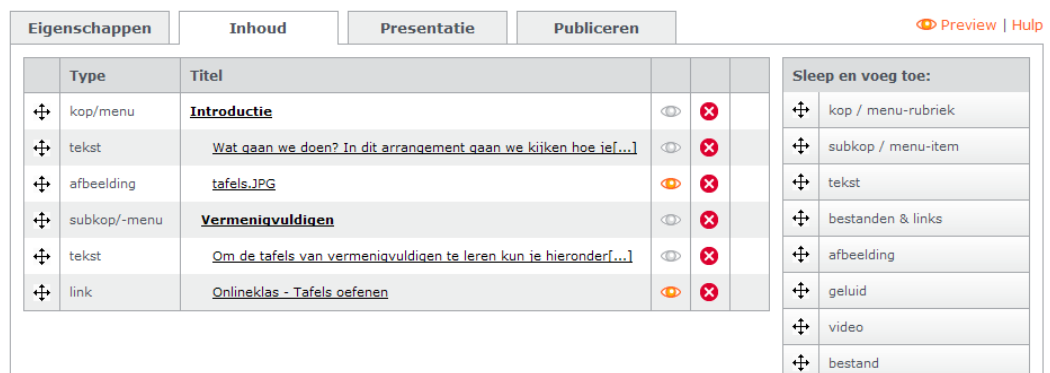 Eigenschappen Inhoud Presentatie Publiceren Preview | Hulp
Type Titel
kop/menu Introductie
tekst Wat gaan we doen? In dit arrangement gaan we kijken hoe je[...]
afbeelding tafels.JPG
subkop/-menu Vermenigvuldigen
tekst Om de tafels van vermenigvuldigen te leren kun je hieronder[...]
link Onlineklas - Tafels oefenen
Sleep en voeg toe:
kop / menu-rubriek
subkop / menu-item
tekst
bestanden & links
afbeelding
geluid
video
bestand